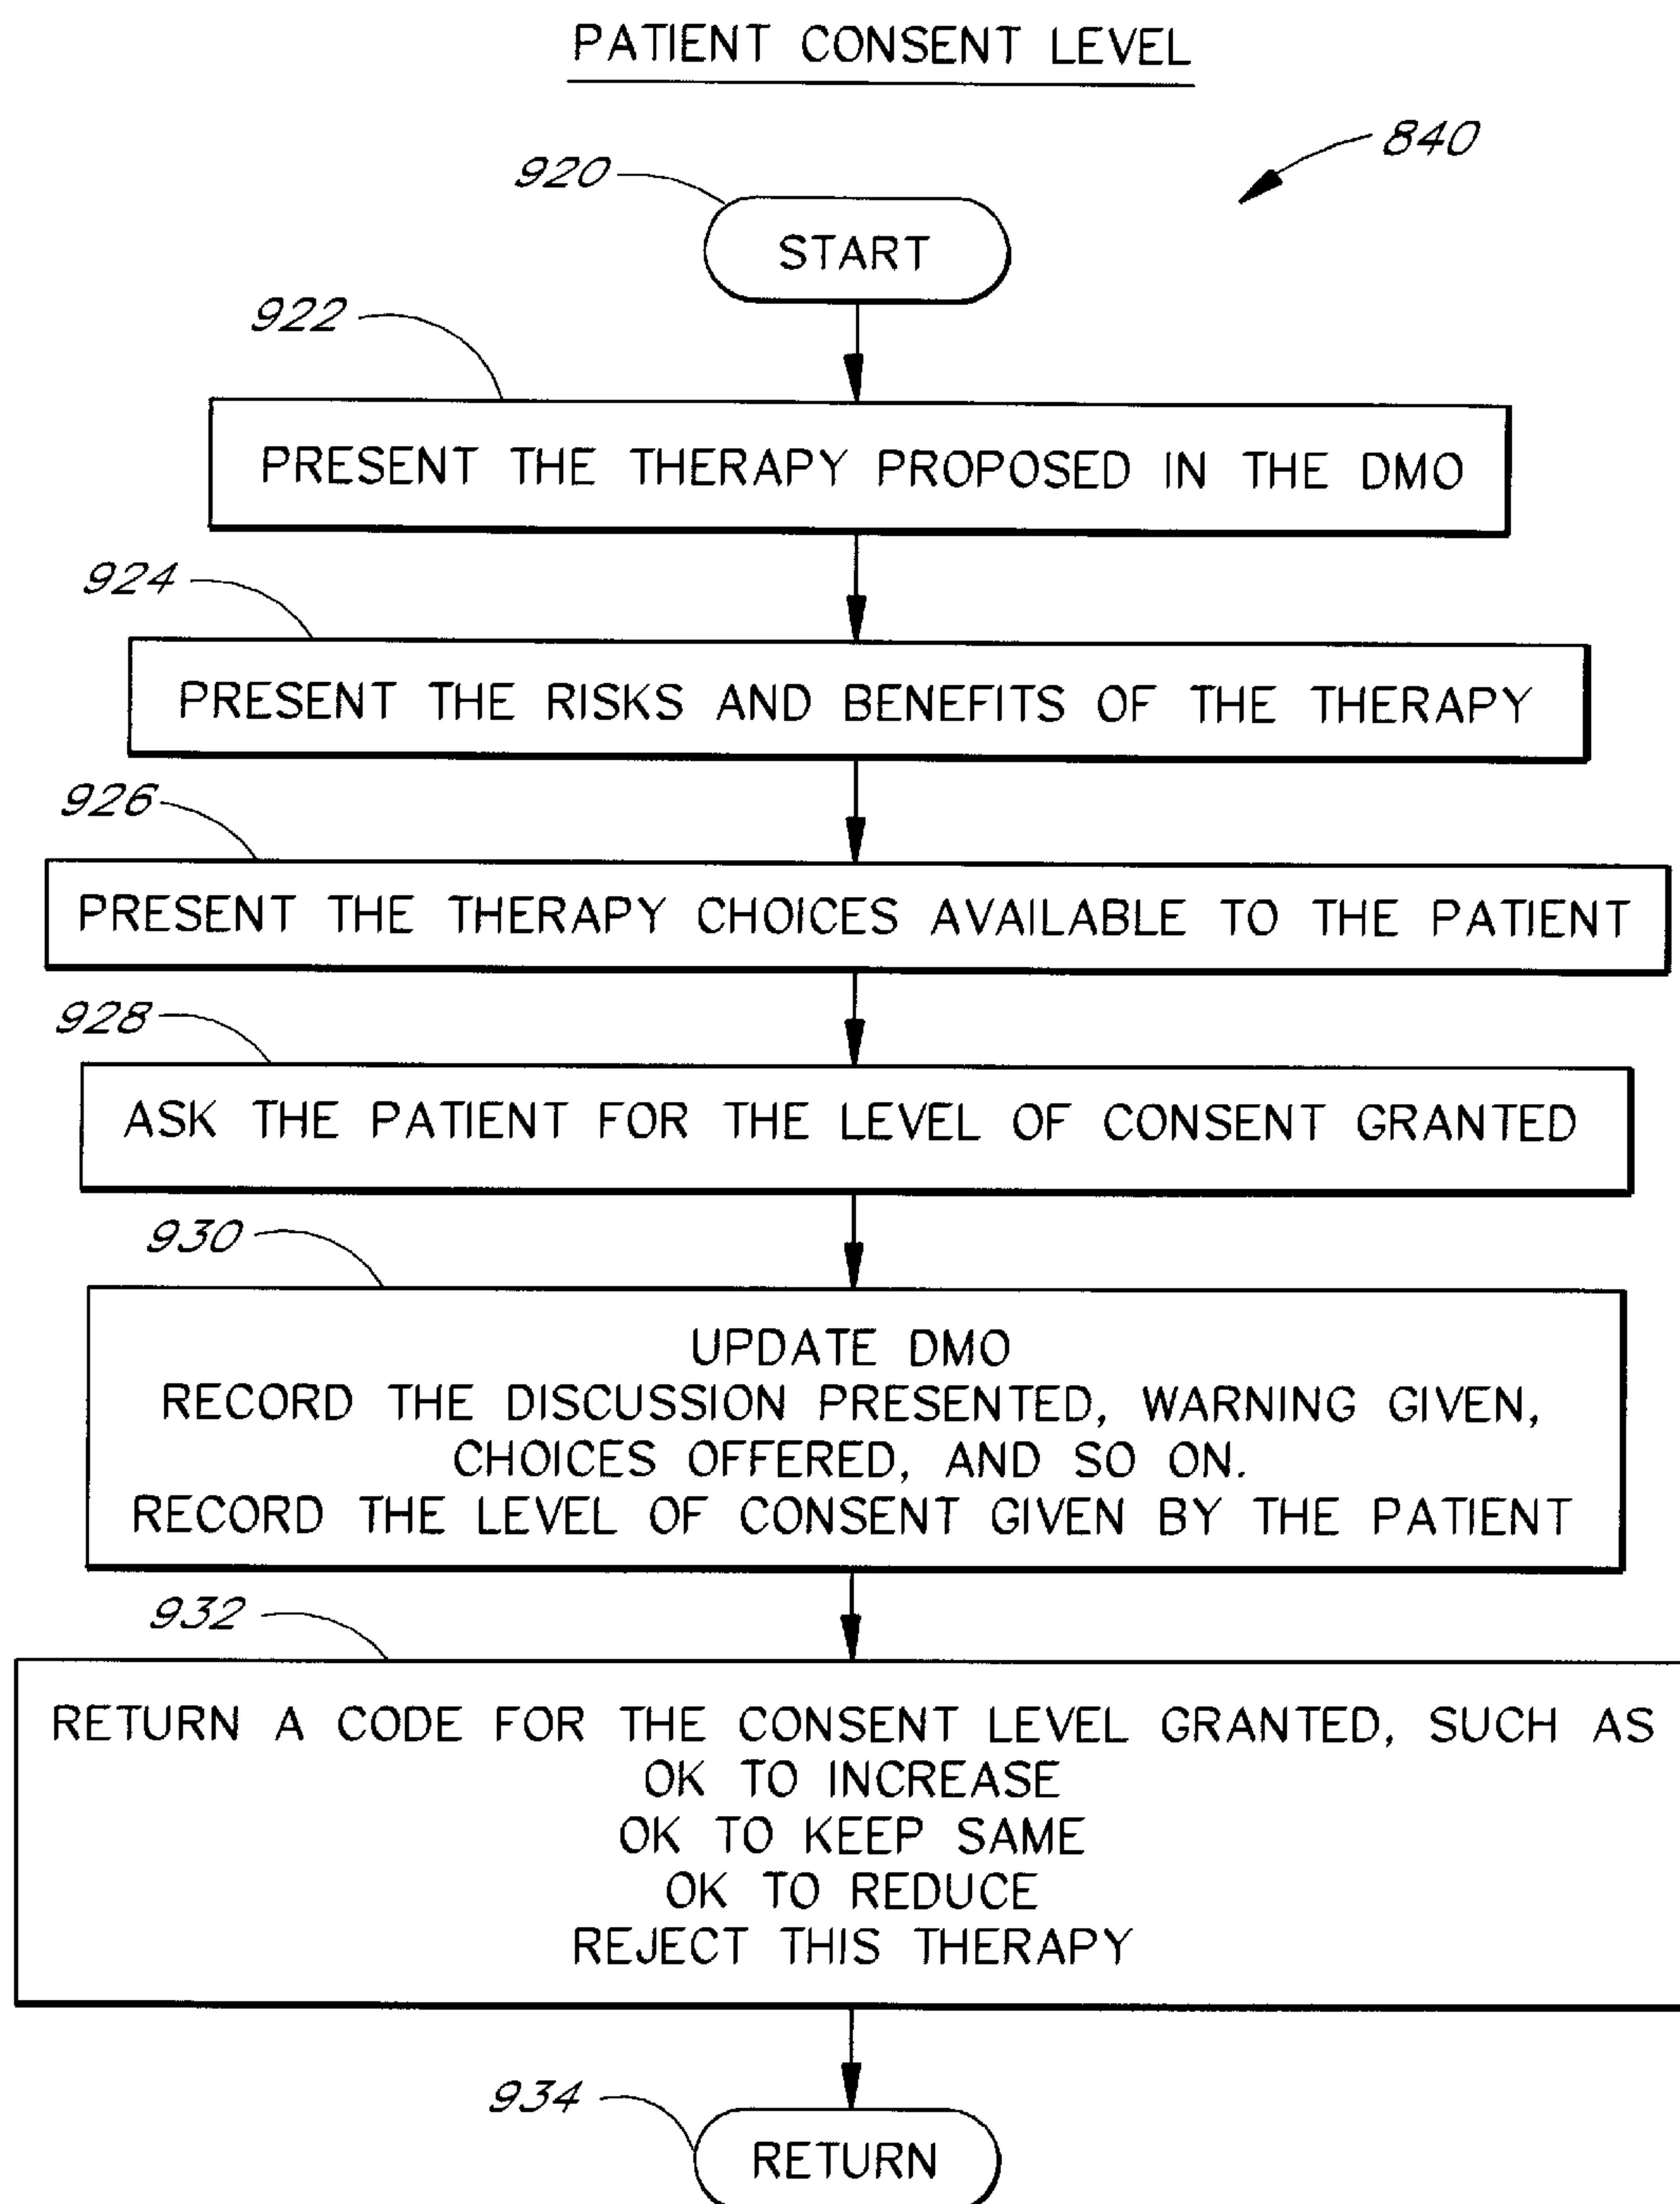 PATIENT CONSENT LEVEL
840
920
START
922
PRESENT THE THERAPY PROPOSED IN THE DMO
924
PRESENT THE RISKS AND BENEFITS OF THE THERAPY
926
PRESENT THE THERAPY CHOICES AVAILABLE TO THE PATIENT
928
ASK THE PATIENT FOR THE LEVEL OF CONSENT GRANTED
930
UPDATE DMO
RECORD THE DISCUSSION PRESENTED, WARNING GIVEN,
CHOICES OFFERED, AND SO ON.
RECORD THE LEVEL OF CONSENT GIVEN BY THE PATIENT
932
RETURN A CODE FOR THE CONSENT LEVEL GRANTED, SUCH AS
OK TO INCREASE
OK TO KEEP SAME
OK TO REDUCE
REJECT THIS THERAPY
934
RETURN